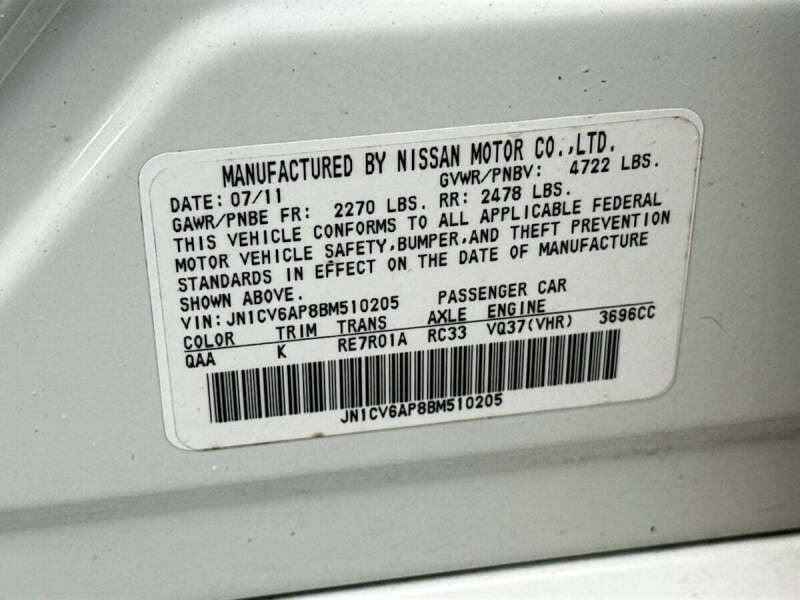 MANUFACTURED BY NISSAN MOTOR CO.,LTD.
DATE: 07/11 GVWR/PNBV: 4722 LBS.
GAWR/PNBE FR: 2270 LBS. RR: 2478 LBS.
THIS VEHICLE CONFORMS TO ALL APPLICABLE FEDERAL
MOTOR VEHICLE SAFETY,BUMPER,AND THEFT PREVENTION
STANDARDS IN EFFECT ON THE DATE OF MANUFACTURE
SHOWN ABOVE.
VIN: JN1CV6AP8BM510205 PASSENGER CAR
COLOR TRIM TRANS AXLE ENGINE
QAA K RE7R01A RC33 VQ37(VHR) 3696CC
JN1CV6AP8BM510205